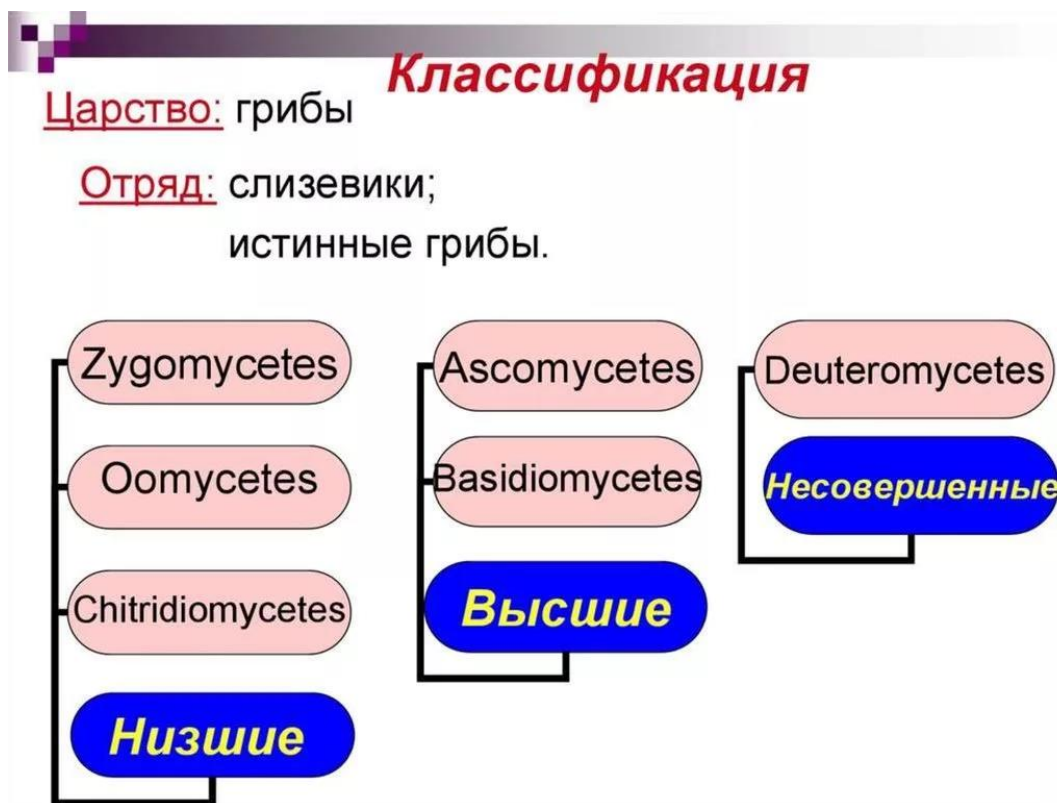 Классификация
Царство: грибы
Отряд: слизевики;
истинные грибы.
Zygomycetes
Oomycetes
Chitridiomycetes
Низшие
Ascomycetes
Basidiomycetes
Высшие
Deuteromycetes
Несовершенные